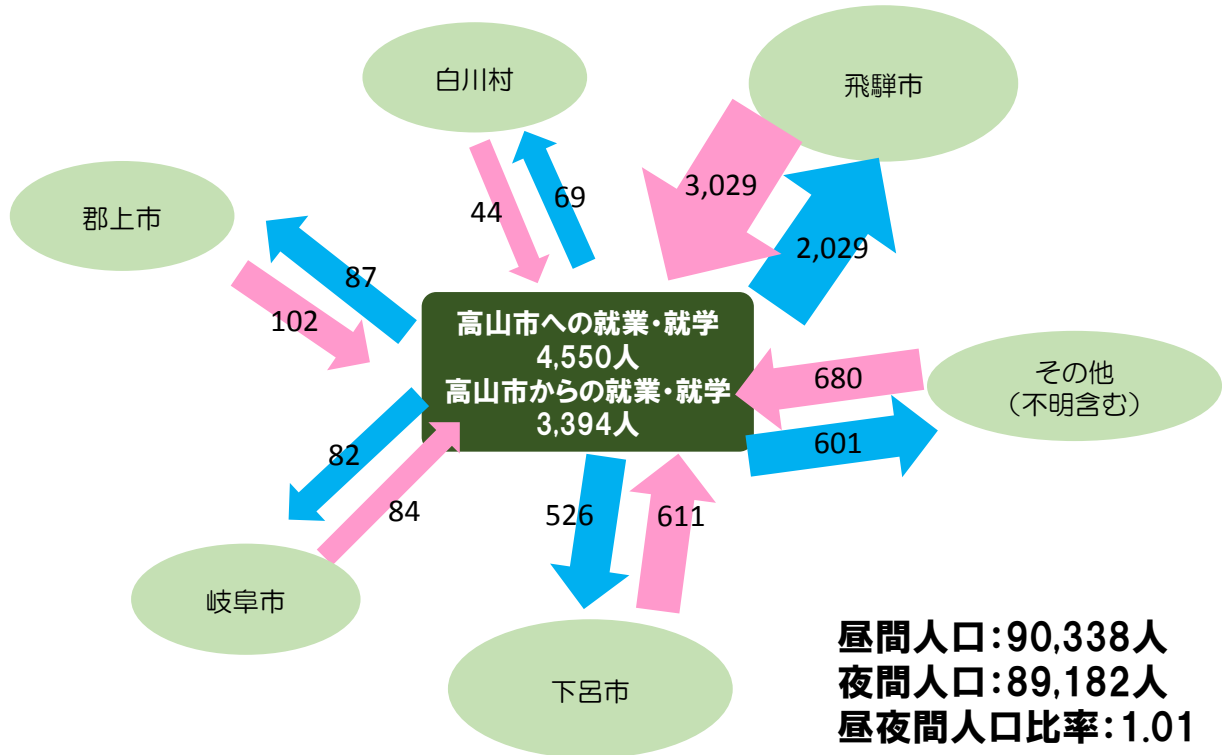 白川村
飛騨市
郡上市
44
69
3,029
2,029
87
102
高山市への就業・就学
4,550人
高山市からの就業・就学
3,394人
680
601
その他
（不明含む）
82
84
526
611
岐阜市
下呂市
昼間人口：90,338人
夜間人口：89,182人
昼夜間人口比率：1.01